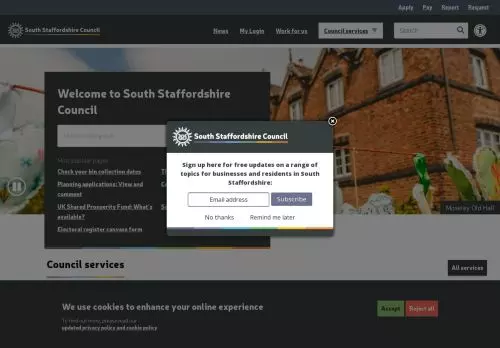 Apply Pay Report Request
South Staffordshire Council
News My Login Work for us Council services Search
Welcome to South Staffordshire
Council
Most popular pages
Check your bin collection dates
Planning applications: View and
comment
UK Shared Prosperity Fund: What's
available?
Electoral register canvass form
South Staffordshire Council
Sign up here for free updates on a range of
topics for businesses and residents in South
Staffordshire:
Email address Subscribe
No thanks Remind me later
Moseley Old Hall
Council services
All services
We use cookies to enhance your online experience
To find out more, please read our
updated privacy policy and cookie policy
Accept Reject all